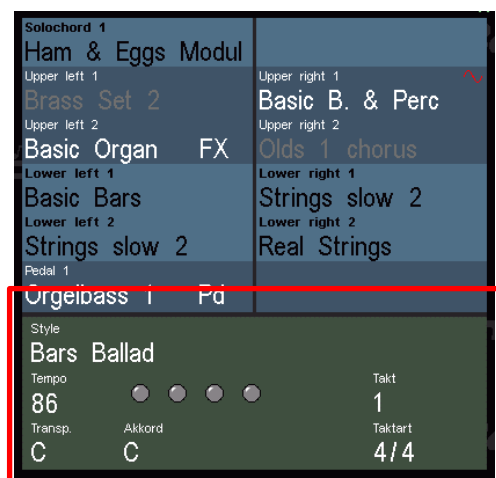 Solochord 1
Ham & Eggs Modul
Upper left 1
Brass Set 2
Upper right 1
Basic B. & Perc
Upper left 2
Basic Organ FX
Upper right 2
Olds 1 chorus
Lower left 1
Basic Bars
Lower right 1
Strings slow 2
Lower left 2
Strings slow 2
Lower right 2
Real Strings
Pedal 1
Orgelbass 1 Pd
Style
Bars Ballad
Tempo
86
Takt
1
Transp.
C
Akkord
C
Taktart
4/4